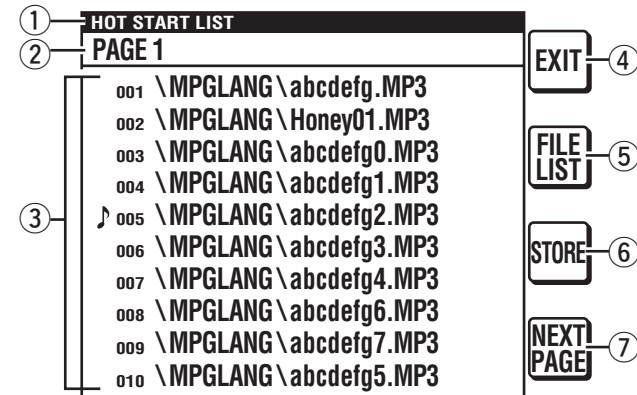 ① HOT START LIST
② PAGE 1
③
001 \MPGLANG\abcdefg.MP3
002 \MPGLANG\Honey01.MP3
003 \MPGLANG\abcdefg0.MP3
004 \MPGLANG\abcdefg1.MP3
♪ 005 \MPGLANG\abcdefg2.MP3
006 \MPGLANG\abcdefg3.MP3
007 \MPGLANG\abcdefg4.MP3
008 \MPGLANG\abcdefg6.MP3
009 \MPGLANG\abcdefg7.MP3
010 \MPGLANG\abcdefg5.MP3
EXIT ④
FILE
LIST ⑤
STORE ⑥
NEXT
PAGE ⑦